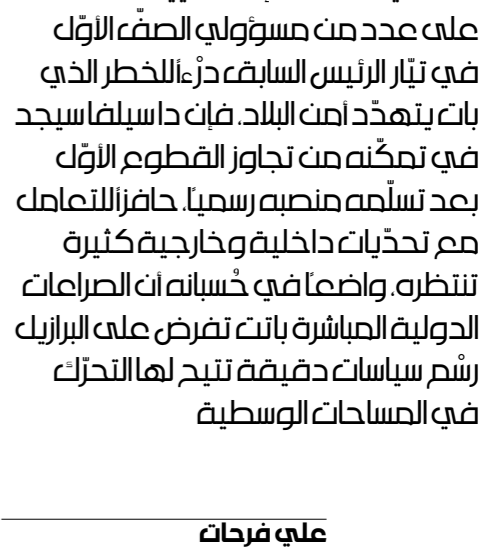 على عدد من مسؤولي الصفّ الأوّل
في تيّار الرئيس السابق درْءاًللخطر الذي
بات يتهدّد أمن البلاد، فإن داسيلفا سيجد
في تمكّنه من تجاوز القطوع الأوّل
بعد تسلّمه منصبه رسمياً، حافزاًللتعامل
مع تحدّيات داخلية وخارجية كثيرة
تنتظره، واضعاً في حُسبانه أن الصراعات
الدولية المباشرة باتت تفرض على البرازيل
رسْم سياسات دقيقة تتيح لها التحرّك
في المساحات الوسطية
علي فرحات